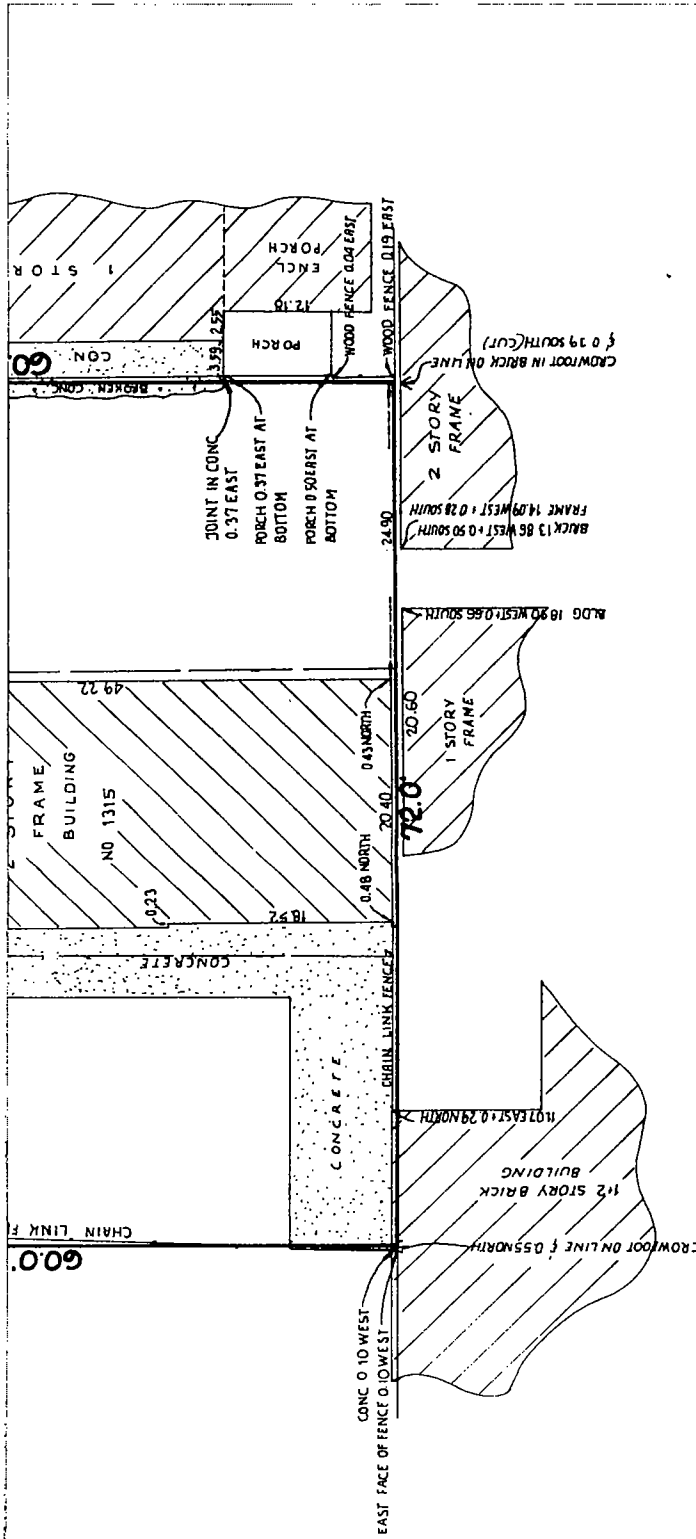 1 STOR
ENCL
PORCH
12.18
WOOD FENCE 0.04 EAST
WOOD FENCE 0.19 EAST
CON
3.59
2.55
PORCH
60.
BROKEN CONC
CROWFOOT IN BRICK ON LINE
& 0.39 SOUTH (CUT)
JOINT IN CONC
0.37 EAST
PORCH 0.37 EAST AT
BOTTOM
PORCH 0.50 EAST AT
BOTTOM
2 STORY
FRAME
24.90
BRICK 13.86 WEST & 0.50 SOUTH
FRAME 14.09 WEST & 0.28 SOUTH
BLDG 18.90 WEST & 0.66 SOUTH
49.22
0.43 NORTH
20.60
1 STORY
FRAME
2 STORY
FRAME
BUILDING
NO 1315
20.40
72.0'
0.48 NORTH
0.23
18.52
CONCRETE
CHAIN LINK FENCE
CONCRETE
11.07 EAST & 0.29 NORTH
1+2 STORY BRICK
BUILDING
CHAIN LINK F
60.0'
CROWFOOT ON LINE & 0.55 NORTH
CONC 0.10 WEST
EAST FACE OF FENCE 0.10 WEST